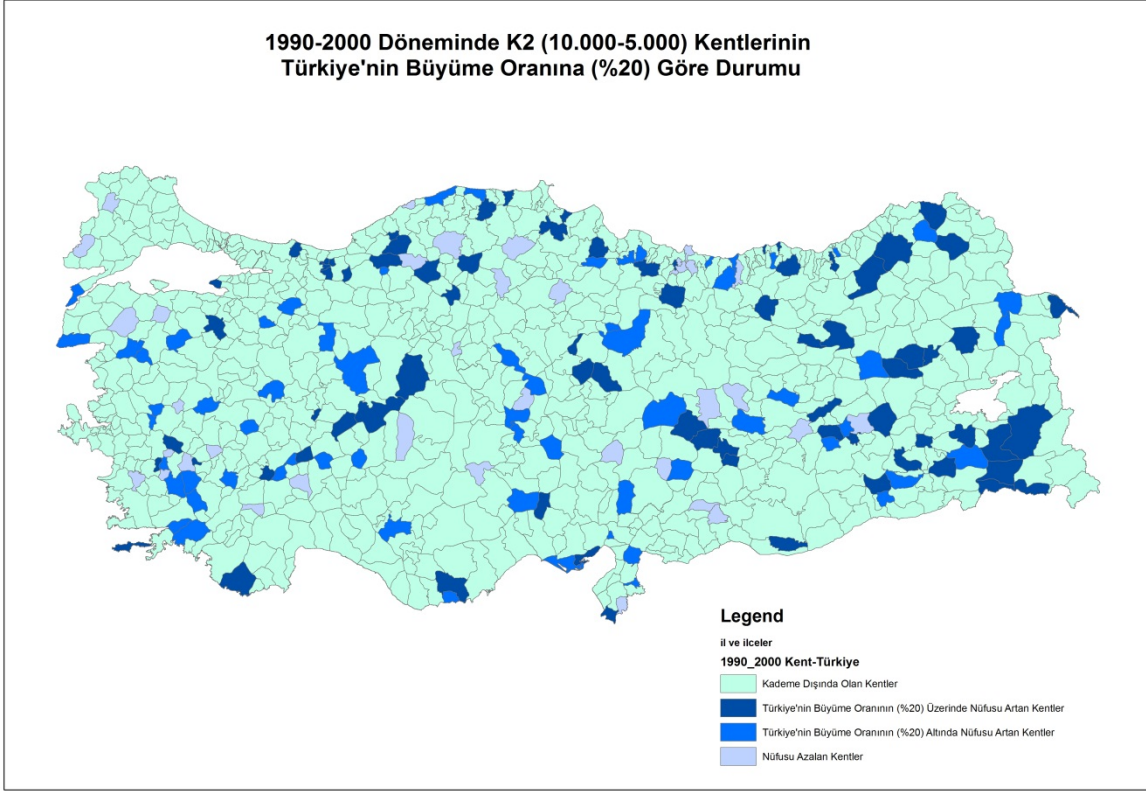 1990-2000 Döneminde K2 (10.000-5.000) Kentlerinin
Türkiye'nin Büyüme Oranına (%20) Göre Durumu
Legend
il ve ilceler
1990_2000 Kent-Türkiye
Kademe Dışında Olan Kentler
Türkiye'nin Büyüme Oranının (%20) Üzerinde Nüfusu Artan Kentler
Türkiye'nin Büyüme Oranının (%20) Altında Nüfusu Artan Kentler
Nüfusu Azalan Kentler